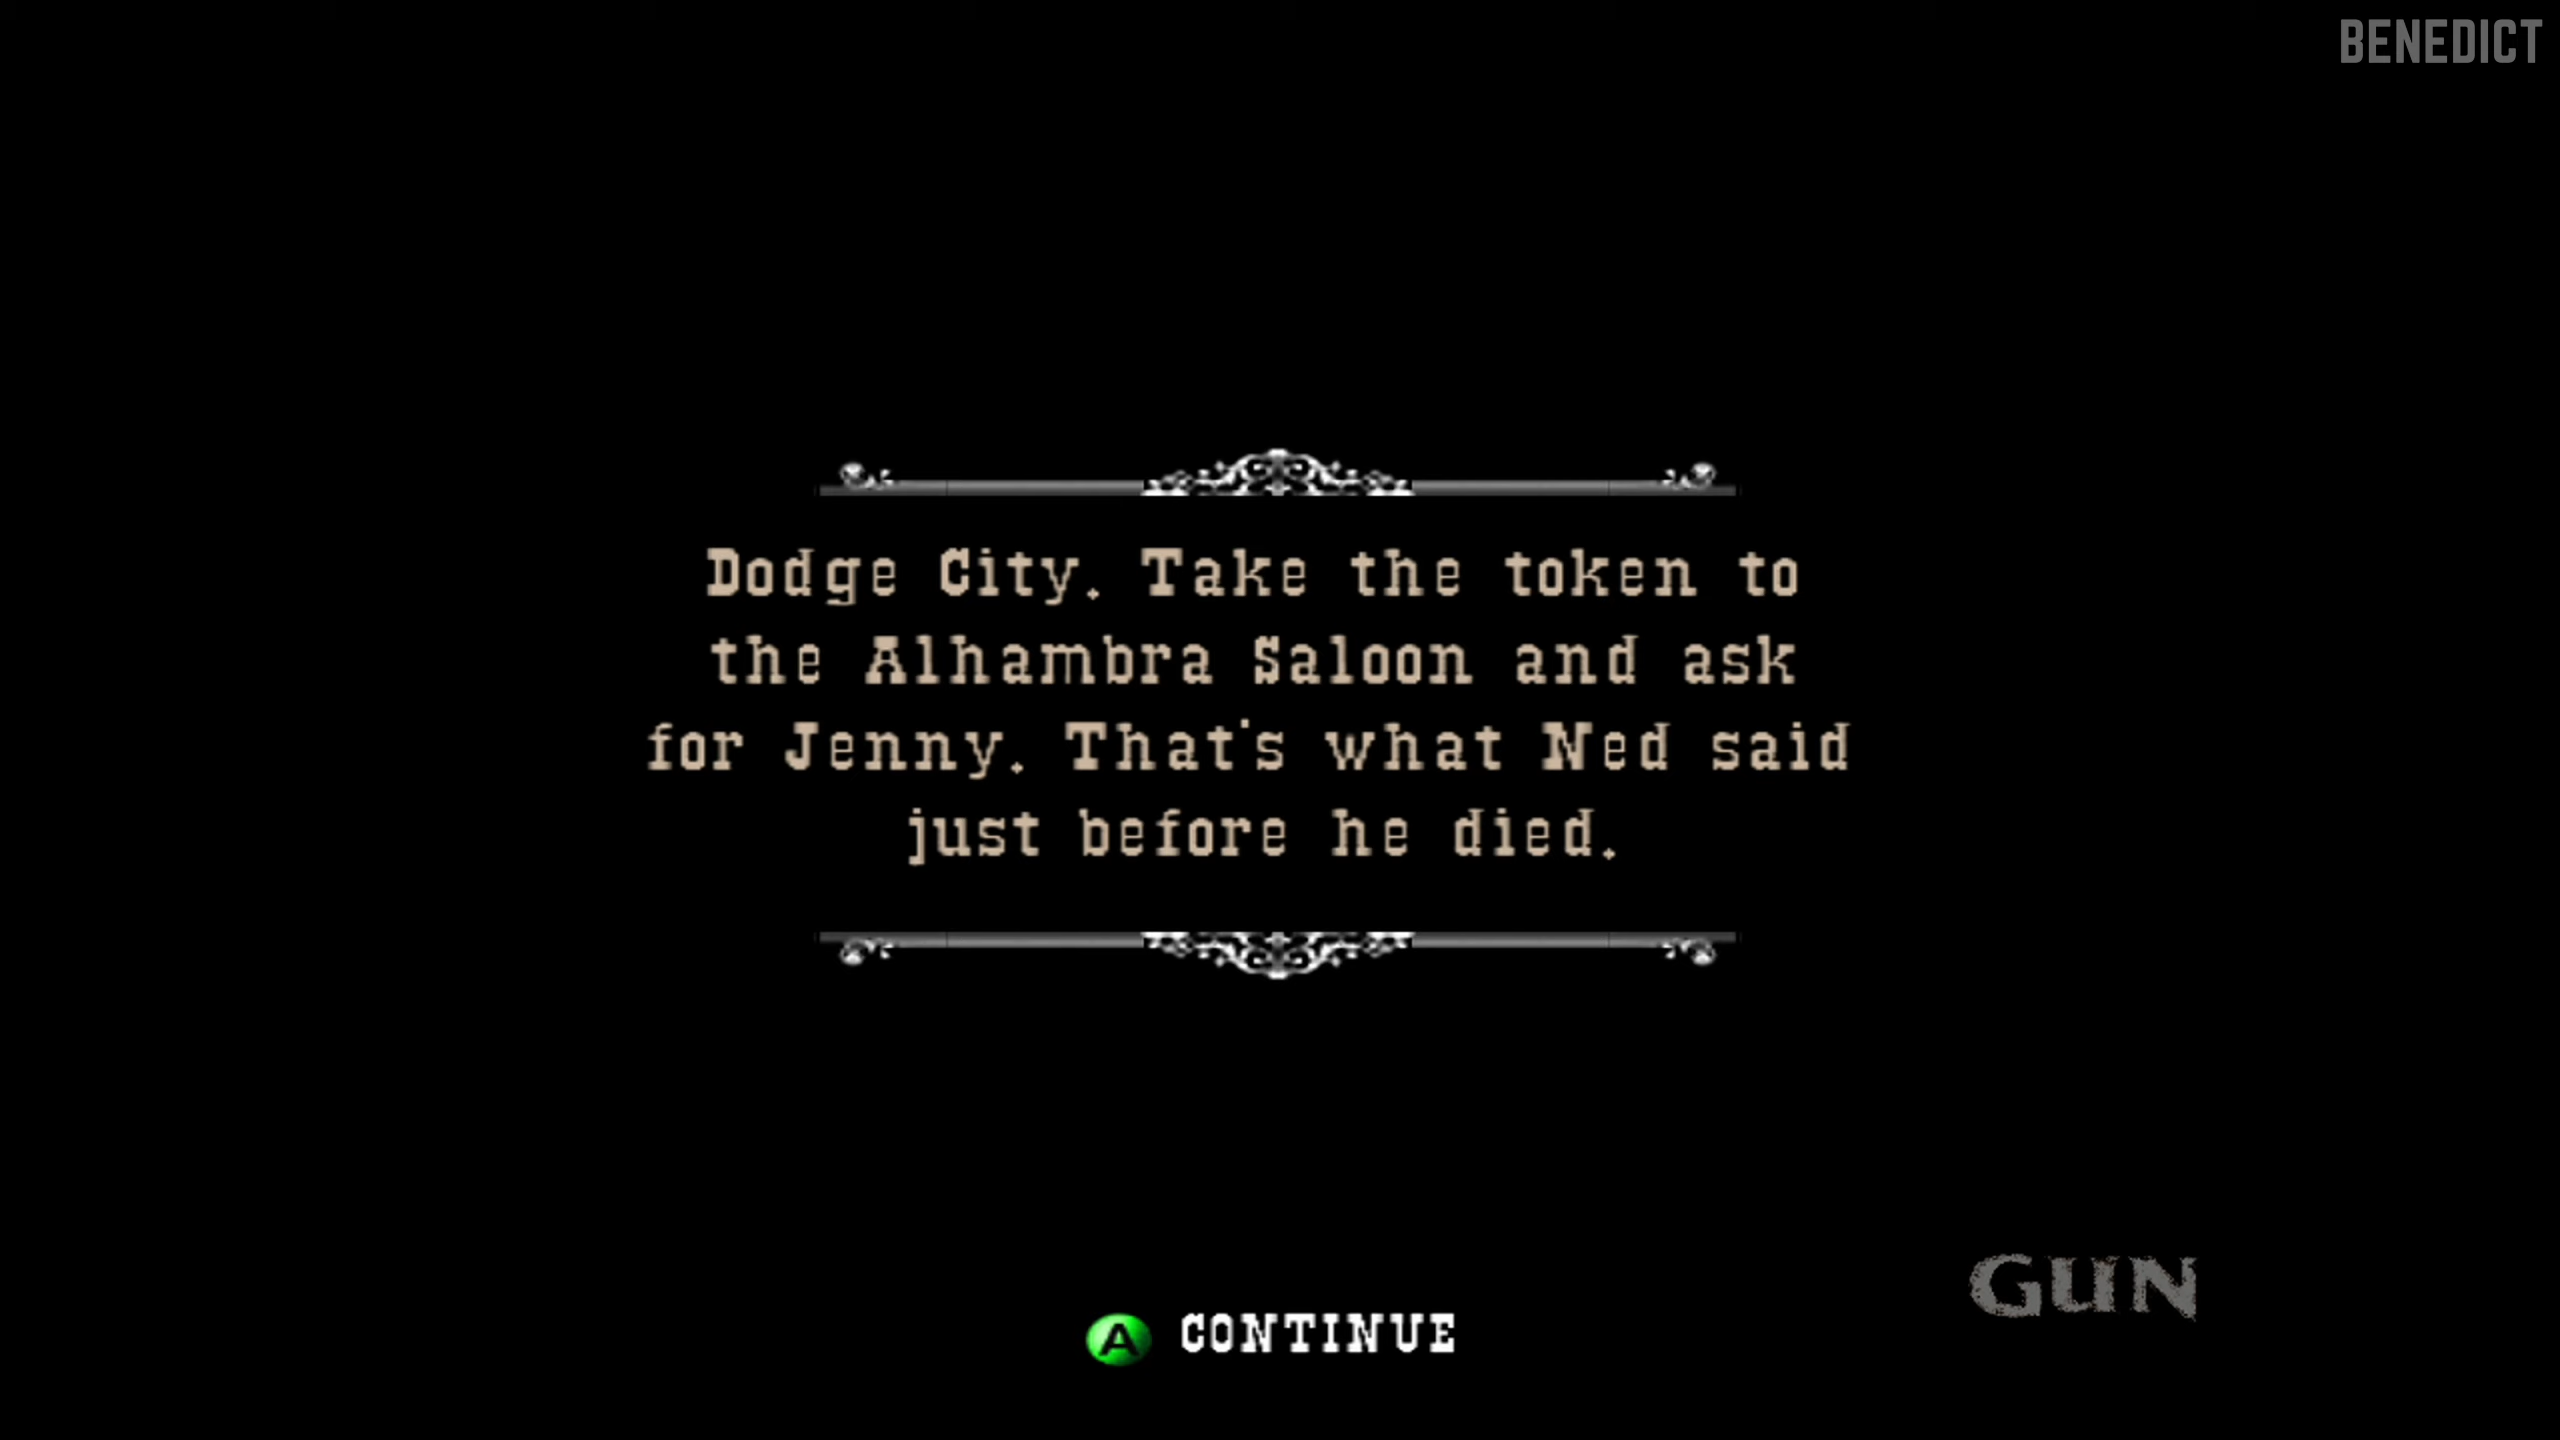 BENEDICT
Dodge City. Take the token to
the Alhambra Saloon and ask
for Jenny. That's what Ned said
just before he died.
GUN
A CONTINUE